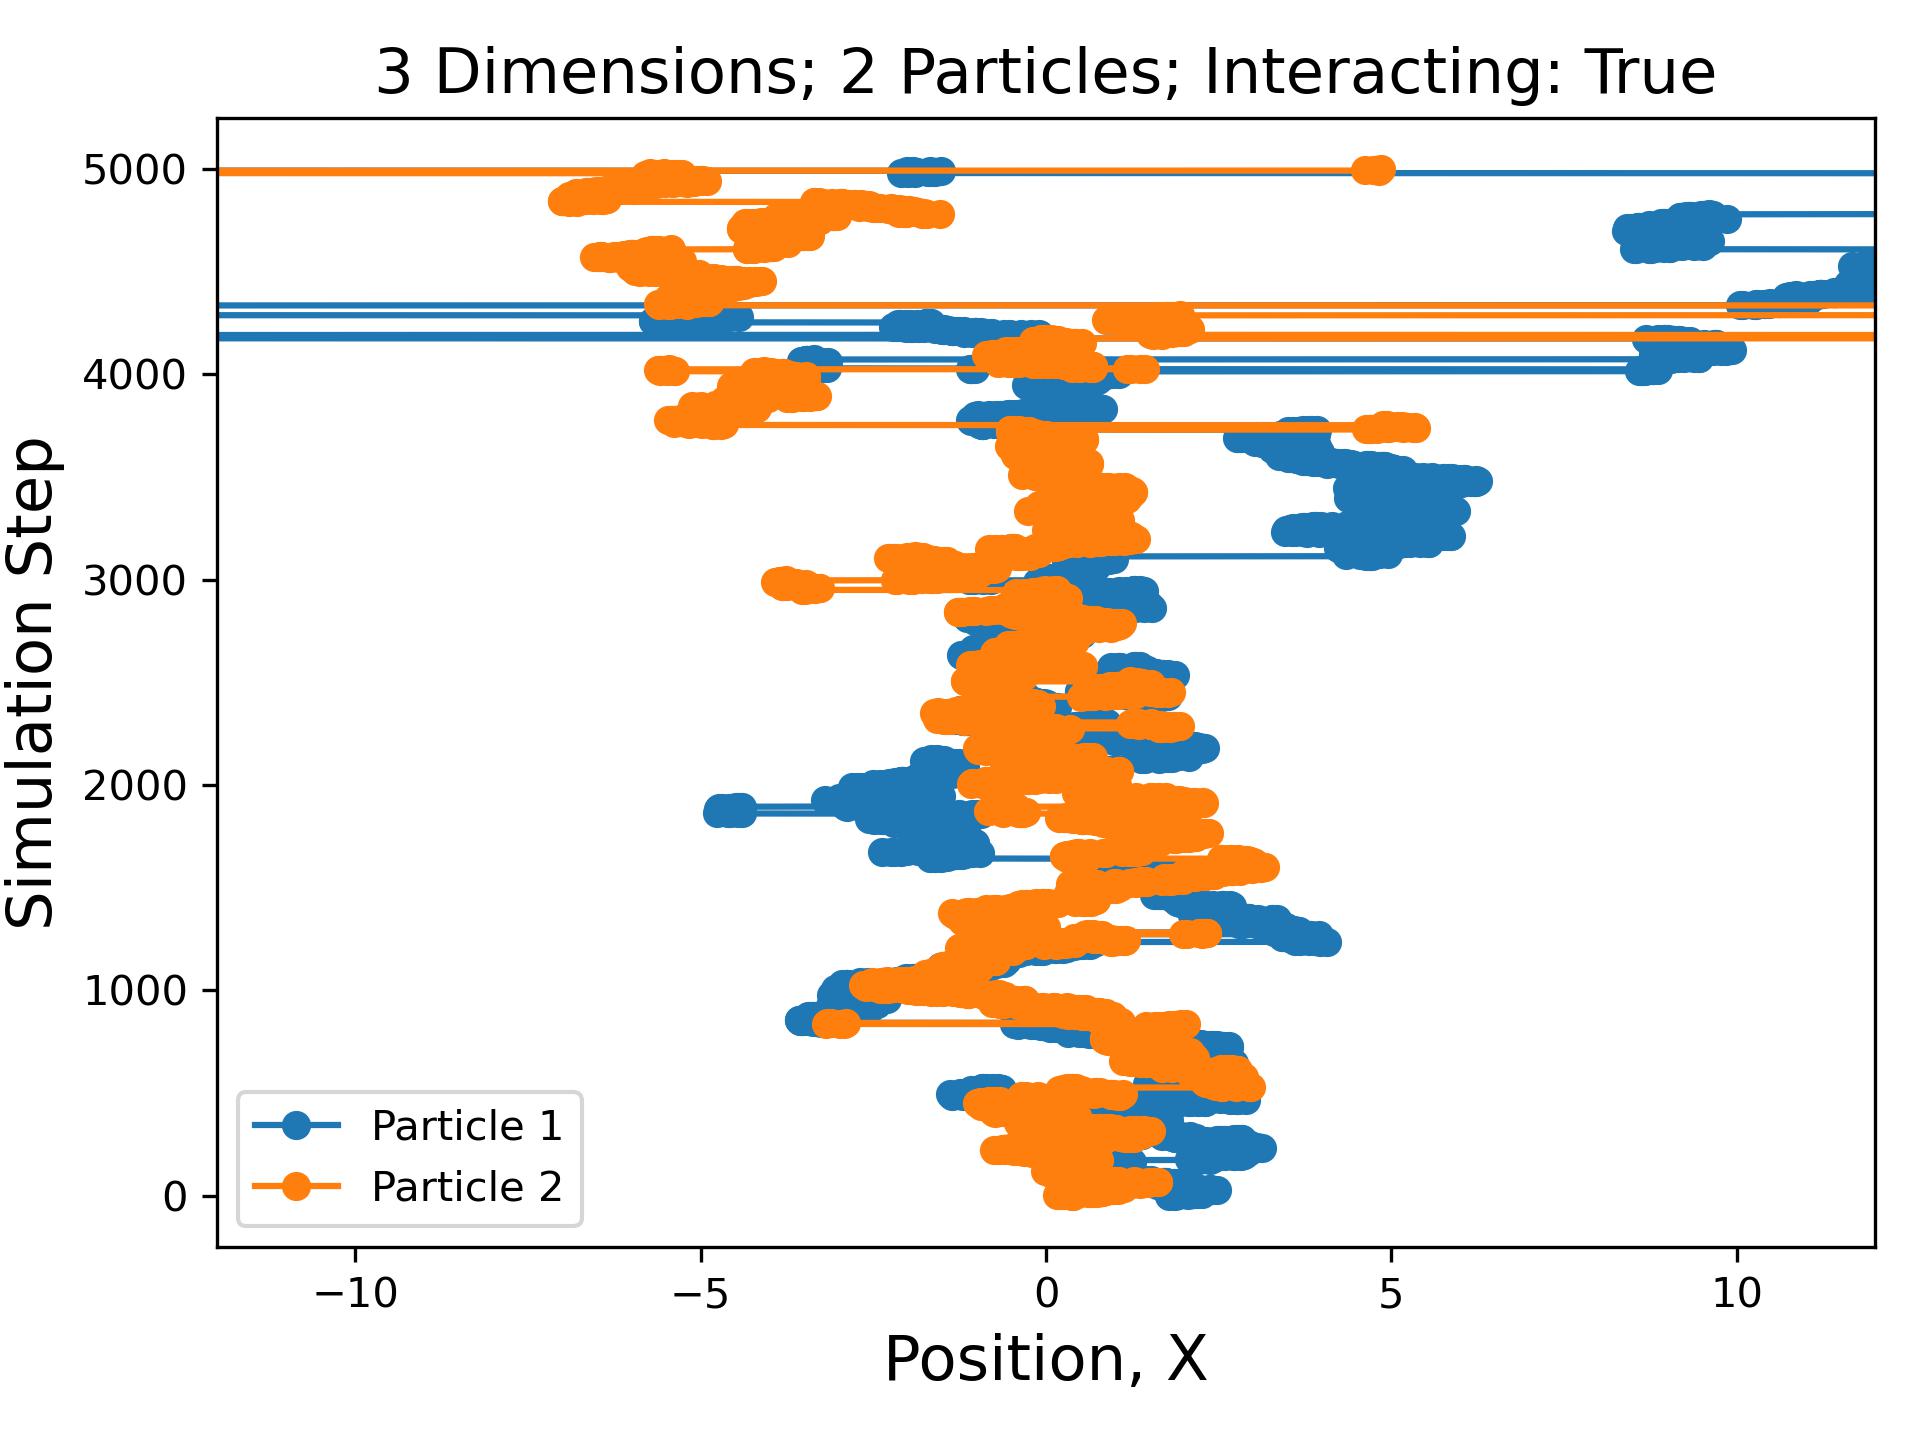 3 Dimensions; 2 Particles; Interacting: True
Simulation Step
5000
4000
3000
2000
1000
0
Particle 1
Particle 2
−10
−5
0
5
10
Position, X